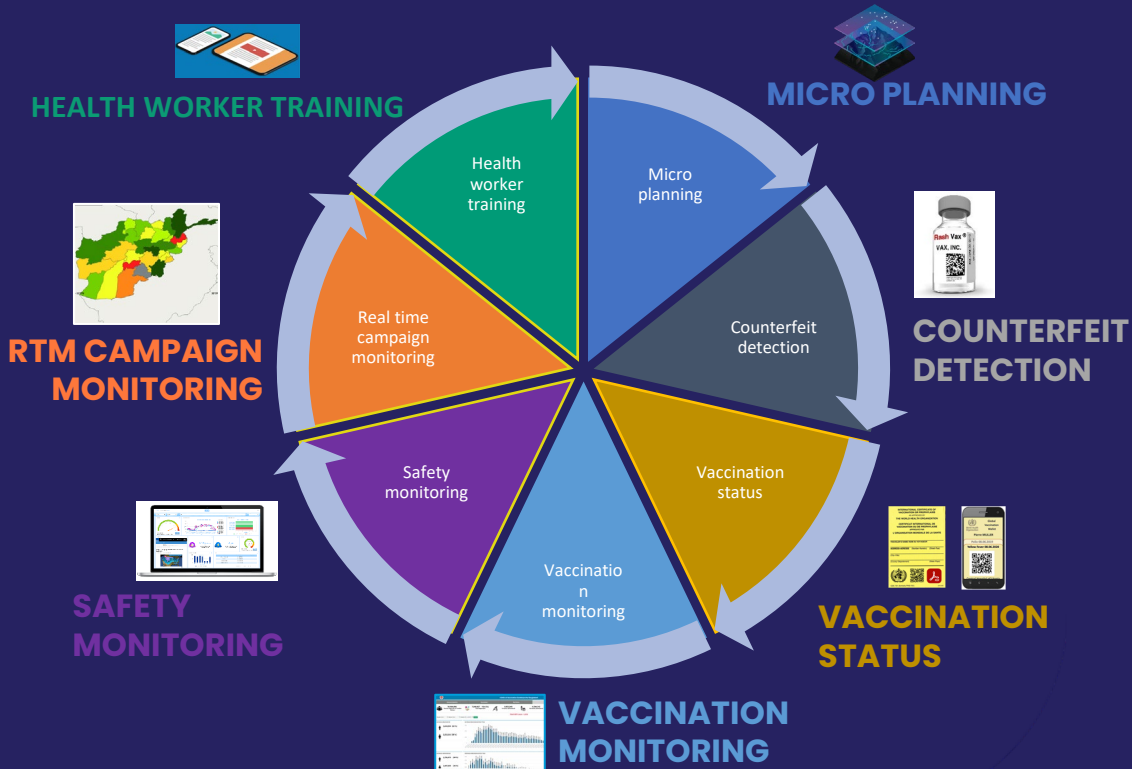 HEALTH WORKER TRAINING
MICRO PLANNING
Health
worker
training
Micro
planning
Rash Vax ®
VAX. INC.
COUNTERFEIT
DETECTION
Counterfeit
detection
Real time
campaign
monitoring
RTM CAMPAIGN
MONITORING
Safety
monitoring
Vaccination
status
SAFETY
MONITORING
Vaccinatio
n
monitoring
VACCINATION
STATUS
VACCINATION
MONITORING